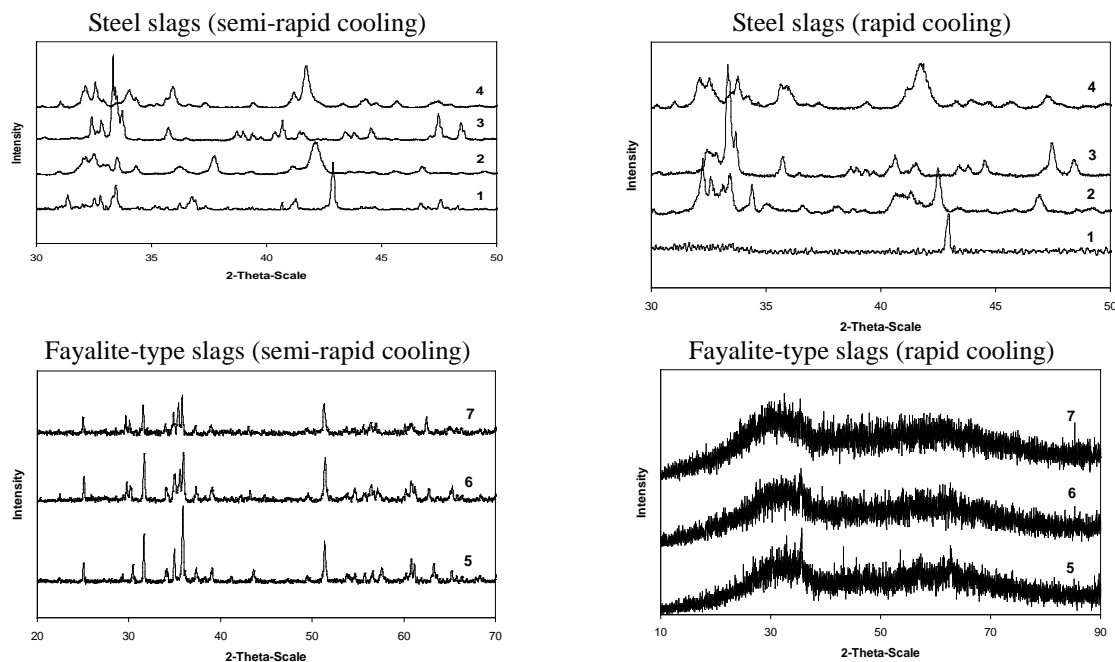 Steel slags (semi-rapid cooling)
Intensity
4
3
2
1
30 35 40 45 50
2-Theta-Scale
Steel slags (rapid cooling)
Intensity
4
3
2
1
30 35 40 45 50
2-Theta-Scale
Fayalite-type slags (semi-rapid cooling)
Intensity
7
6
5
20 30 40 50 60 70
2-Theta-Scale
Fayalite-type slags (rapid cooling)
Intensity
7
6
5
10 30 50 70 90
2-Theta-Scale